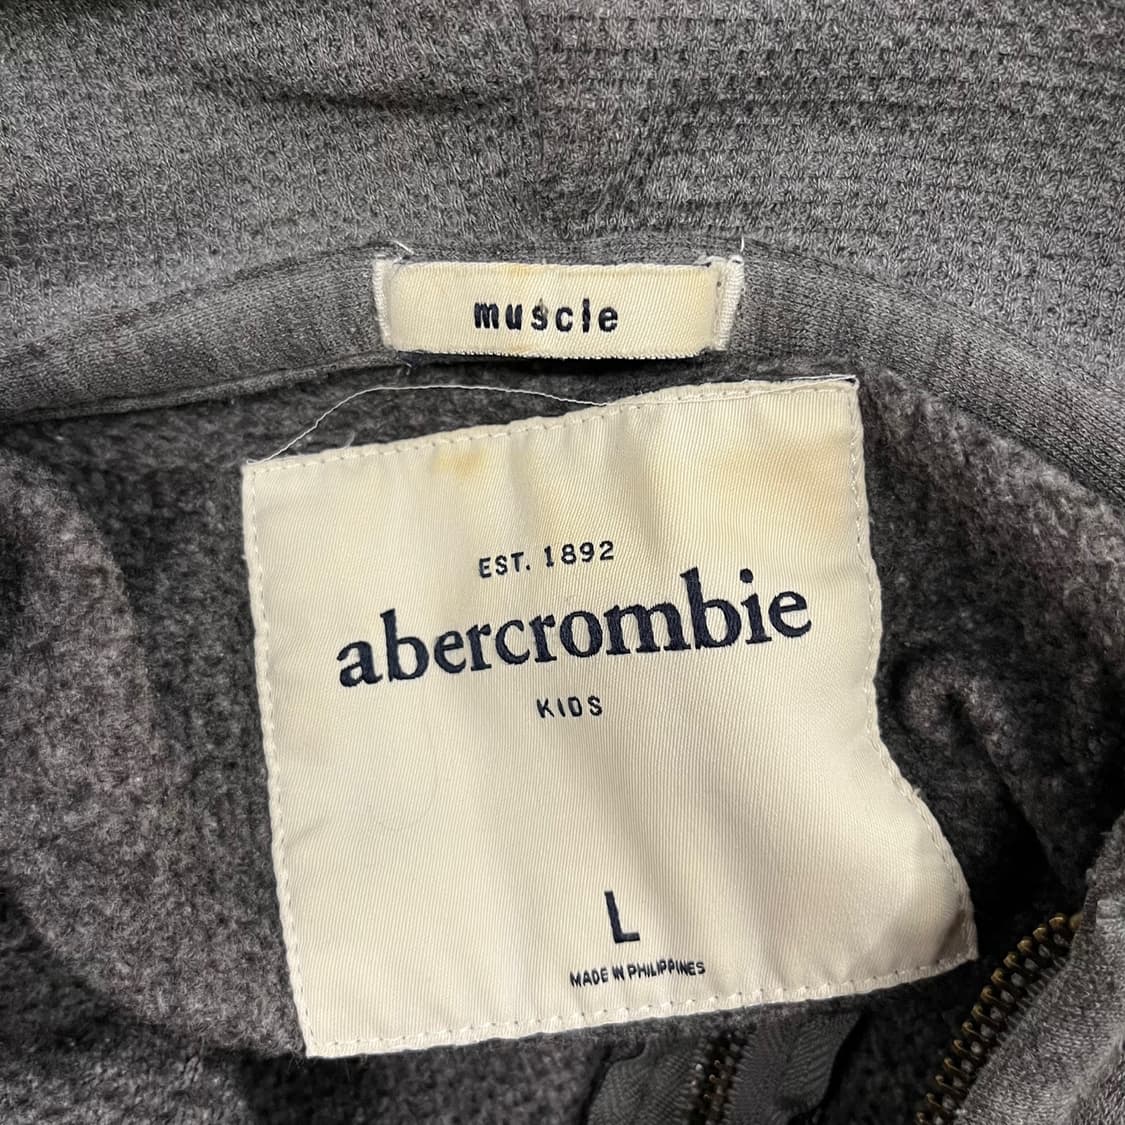 muscle
EST. 1892
abercrombie
KIDS
L
MADE IN PHILIPPINES